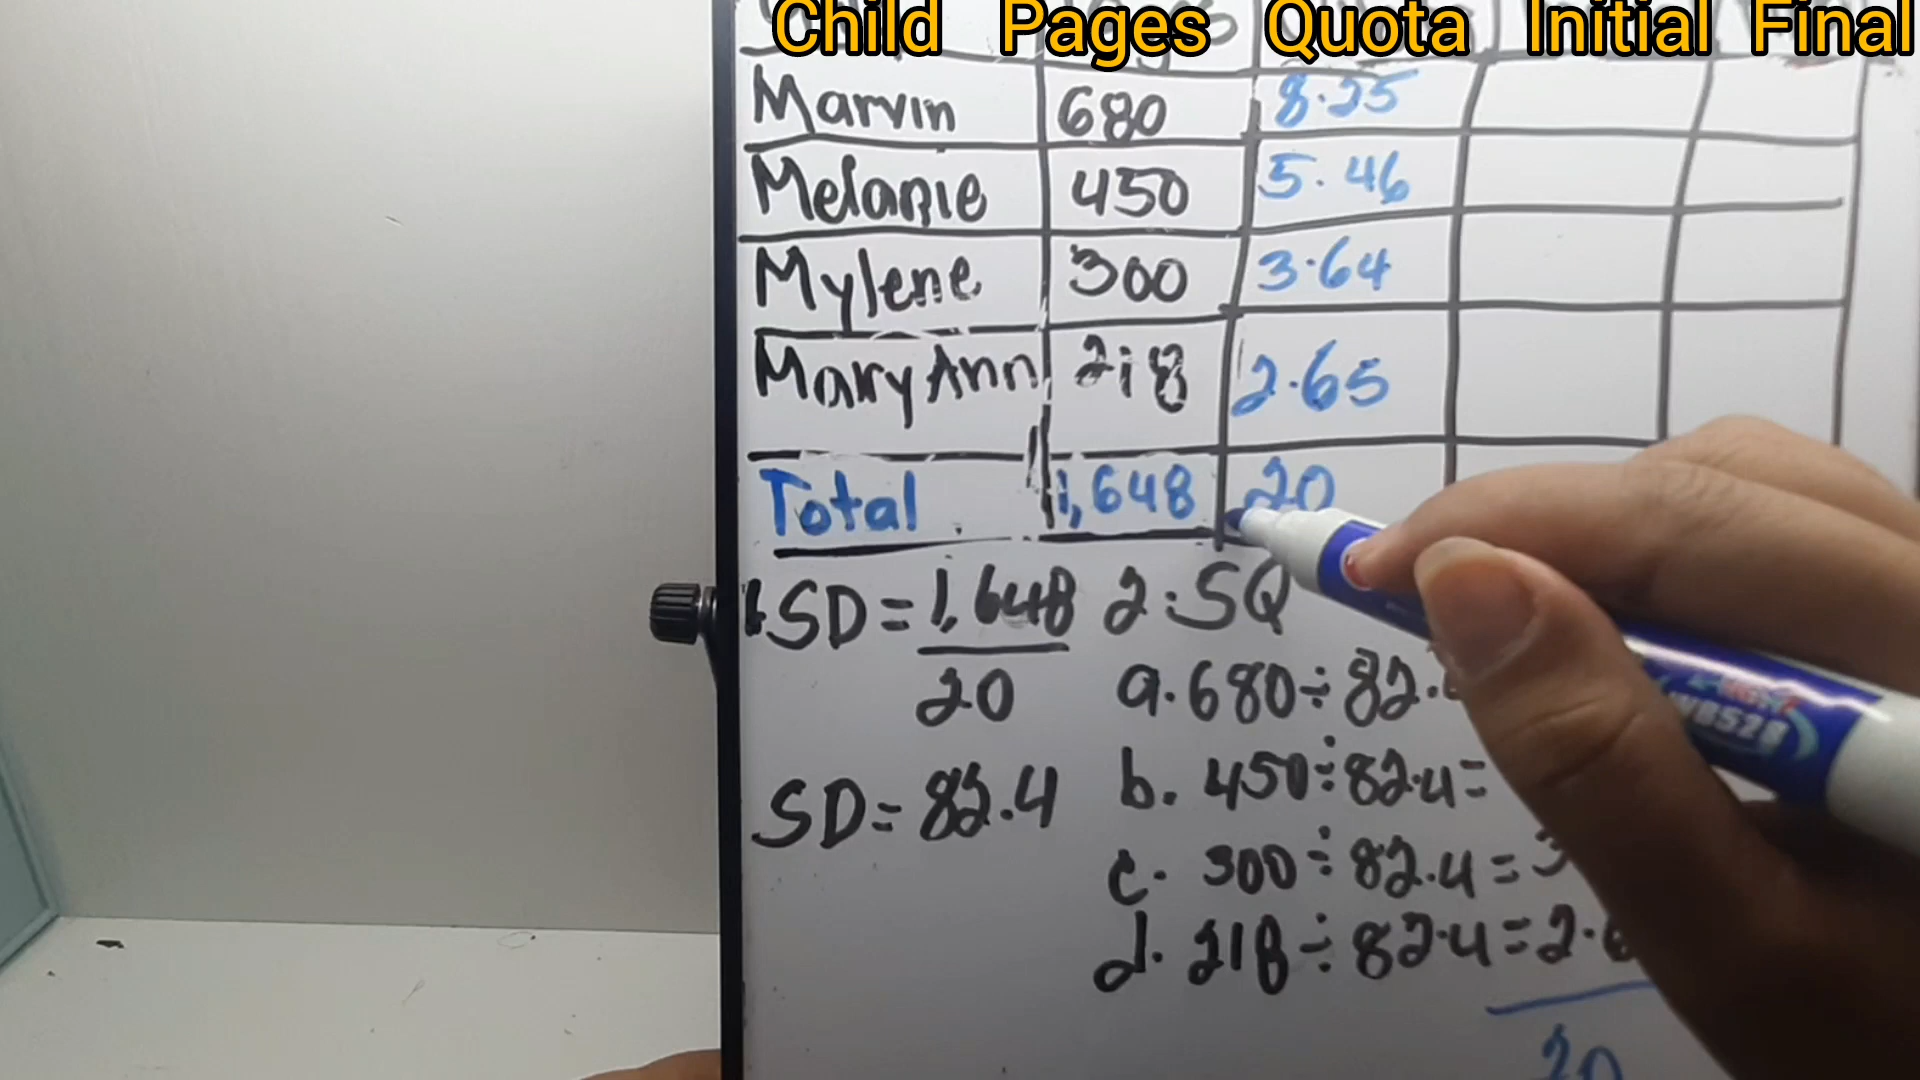 Child Pages Quota Initial Final
Marvin 680 8.25
Melanie 450 5.46
Mylene 300 3.64
Mary Ann 218 2.65
Total 1,648 20
1. SD = 1,648 2. SQ
20
a. 680 ÷ 82.
SD = 82.4
b. 450 ÷ 82.4 =
c. 300 ÷ 82.4 = 3
d. 218 ÷ 82.4 = 2.6
20